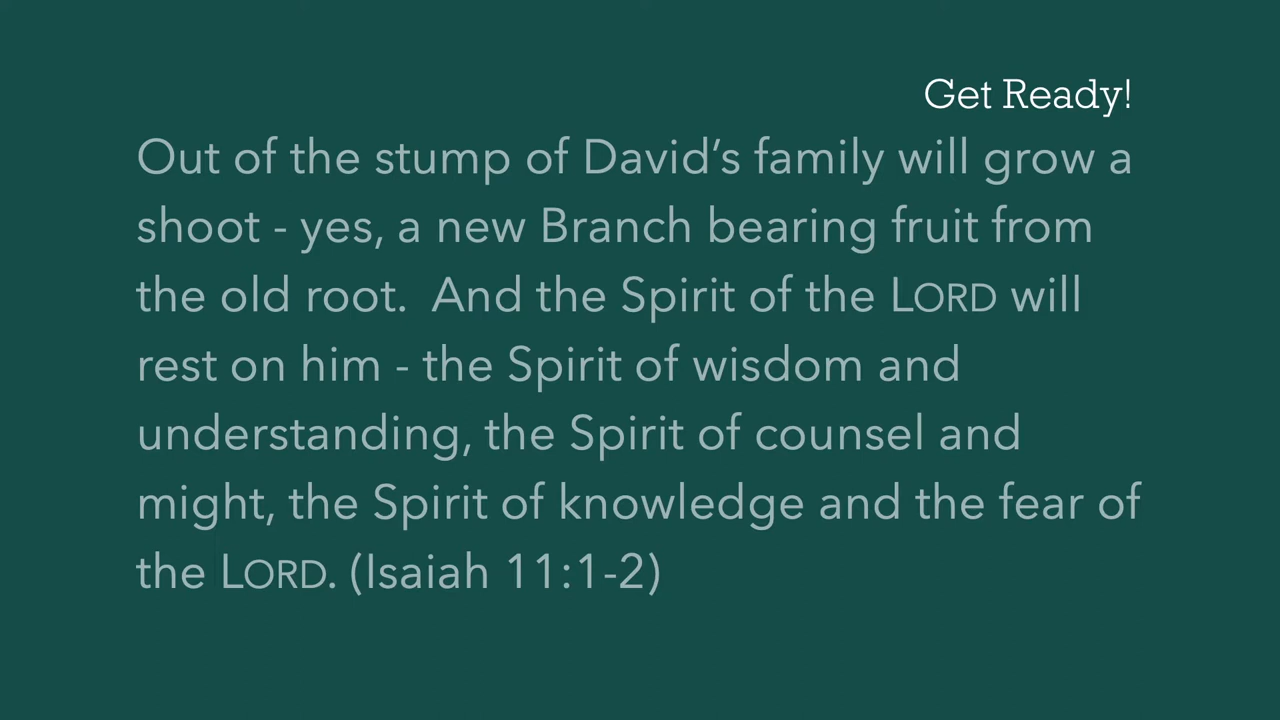 Get Ready!
Out of the stump of David’s family will grow a
shoot - yes, a new Branch bearing fruit from
the old root.  And the Spirit of the LORD will
rest on him - the Spirit of wisdom and
understanding, the Spirit of counsel and
might, the Spirit of knowledge and the fear of
the LORD. (Isaiah 11:1-2)